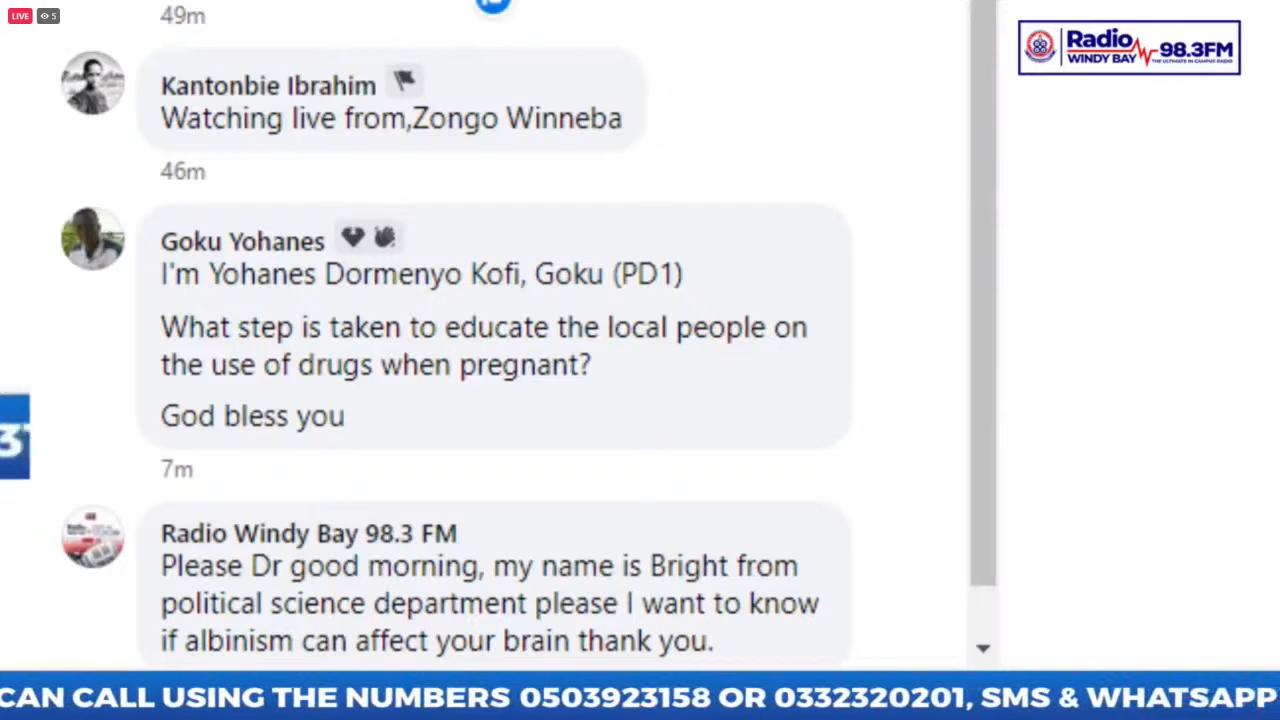 LIVE 5
49m
Radio
WINDY BAY 98.3FM
THE ULTIMATE IN CAMPUS RADIO
Kantonbie Ibrahim
Watching live from,Zongo Winneba
46m
Goku Yohanes
I'm Yohanes Dormenyo Kofi, Goku (PD1)
What step is taken to educate the local people on
the use of drugs when pregnant?
God bless you
7m
Radio Windy Bay 98.3 FM
Please Dr good morning, my name is Bright from
political science department please I want to know
if albinism can affect your brain thank you.
CAN CALL USING THE NUMBERS 0503923158 OR 0332320201, SMS & WHATSAPP